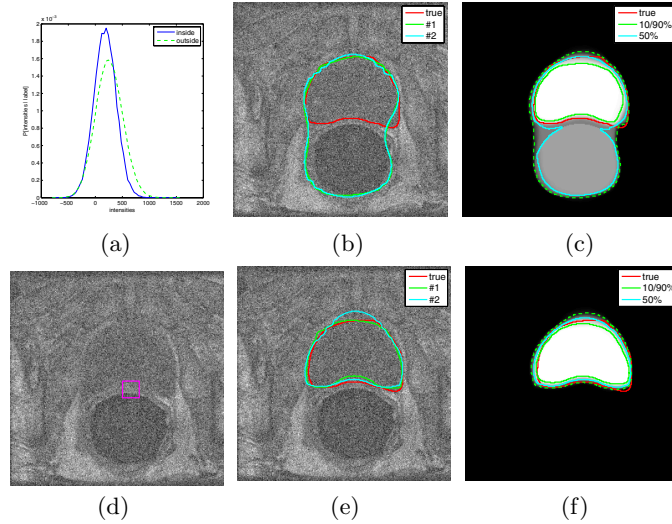 x 10⁻³
2
1.8
1.6
1.4
1.2
1
0.8
0.6
0.4
0.2
0
P[intensities | label]
inside
outside
−1000 −500 0 500 1000 1500 2000
intensities
true
#1
#2
true
10/90%
50%
(a) (b) (c)
true
#1
#2
true
10/90%
50%
(d) (e) (f)